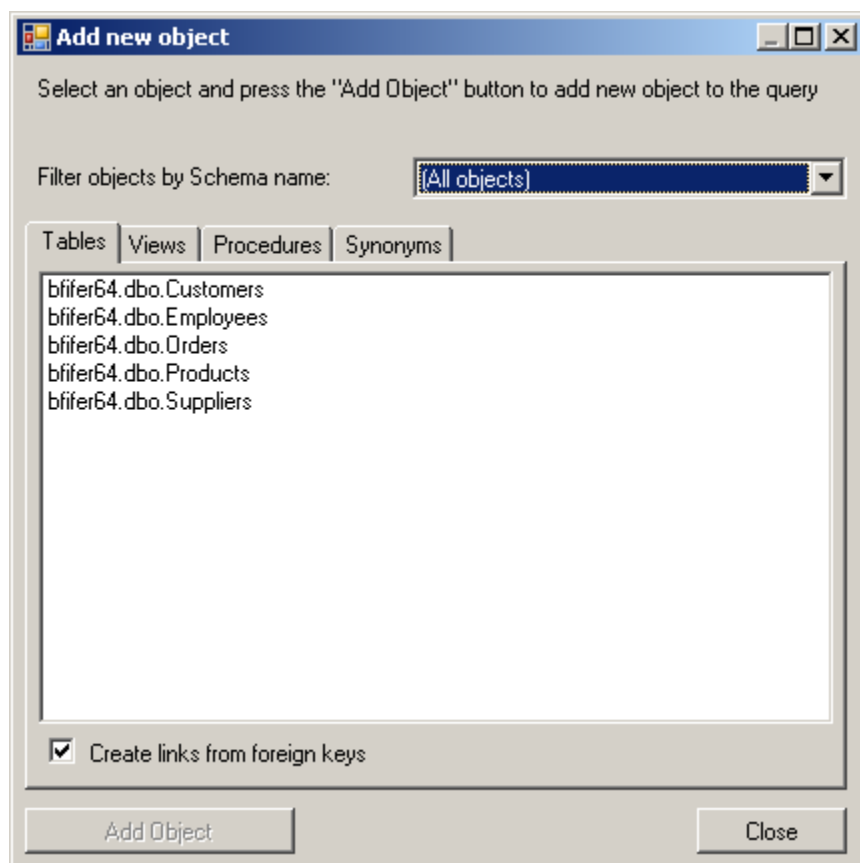 Add new object
Select an object and press the "Add Object" button to add new object to the query
Filter objects by Schema name: (All objects)
Tables Views Procedures Synonyms
bfifer64.dbo.Customers
bfifer64.dbo.Employees
bfifer64.dbo.Orders
bfifer64.dbo.Products
bfifer64.dbo.Suppliers
Create links from foreign keys
Add Object Close